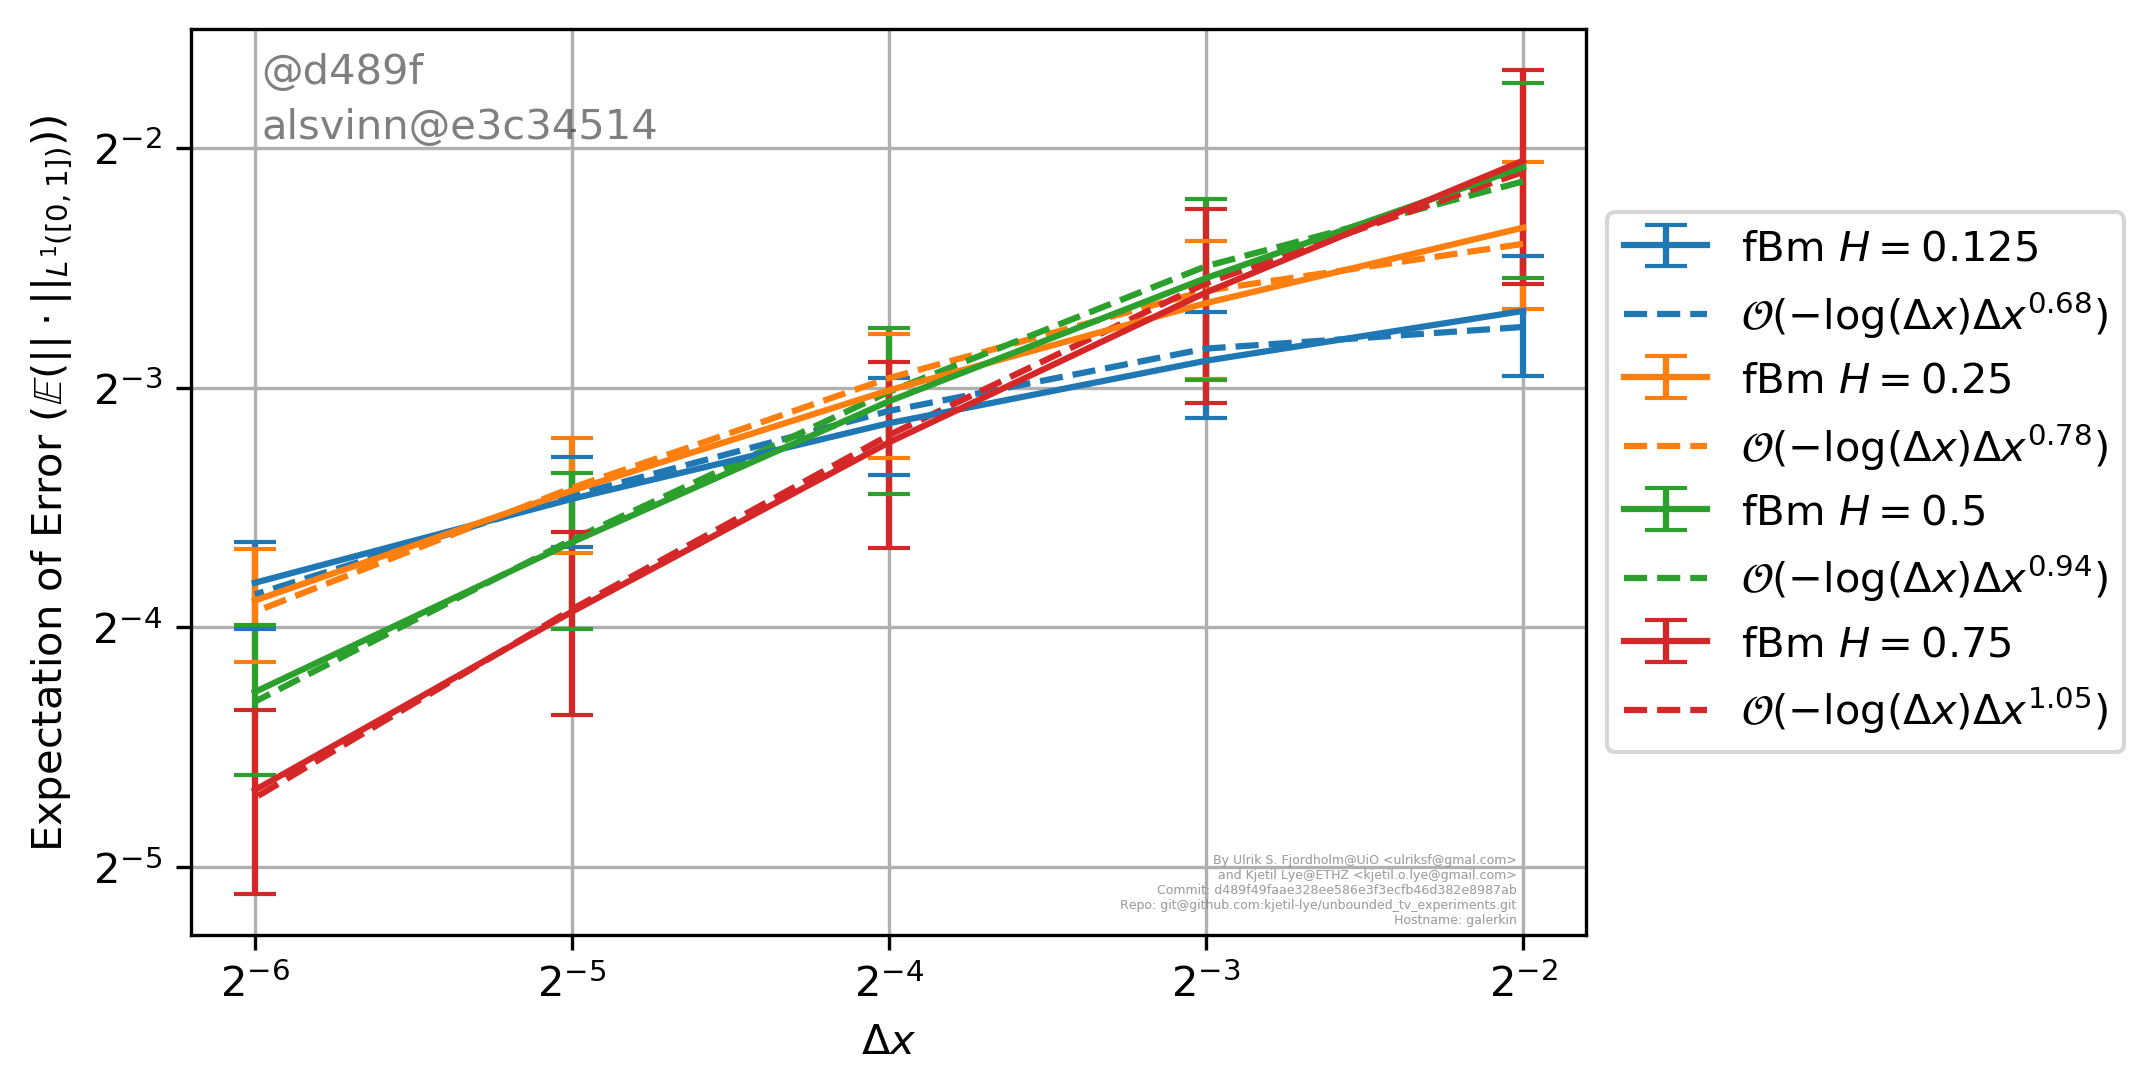 @d489f
alsvinn@e3c34514
Expectation of Error (𝔼(|| · ||_{L^1([0, 1])}))
2^{-2}
2^{-3}
2^{-4}
2^{-5}
2^{-6}
2^{-5}
2^{-4}
2^{-3}
2^{-2}
Δx
By Ulrik S. Fjordholm@UiO <ulriksf@gmal.com>
and Kjetil Lye@ETHZ <kjetil.o.lye@gmail.com>
Commit: d489f49faae328ee586e3f3ecfb46d382e8987ab
Repo: git@github.com:kjetil-lye/unbounded_tv_experiments.git
Hostname: galerkin
fBm H = 0.125
𝒪(−log(Δx)Δx^{0.68})
fBm H = 0.25
𝒪(−log(Δx)Δx^{0.78})
fBm H = 0.5
𝒪(−log(Δx)Δx^{0.94})
fBm H = 0.75
𝒪(−log(Δx)Δx^{1.05})